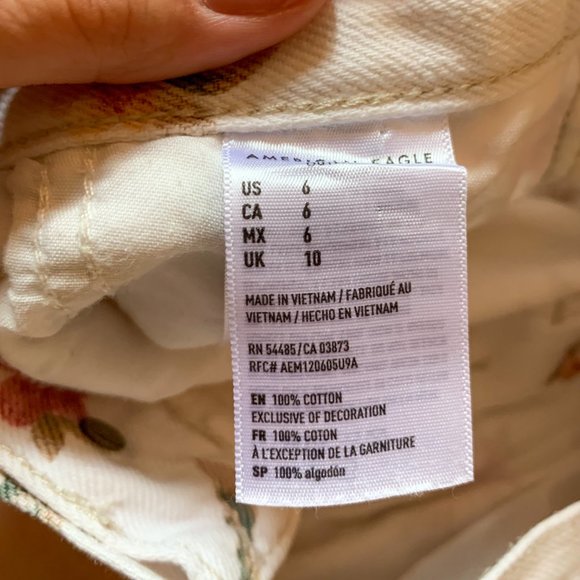 EAGLE
US 6
CA 6
MX 6
UK 10
MADE IN VIETNAM / FABRIQUÉ AU
VIETNAM / HECHO EN VIETNAM
RN 54485/CA 03873
RFC# AEM120605U9A
EN 100% COTTON
EXCLUSIVE OF DECORATION
FR 100% COTON
À L'EXCEPTION DE LA GARNITURE
SP 100% algodón